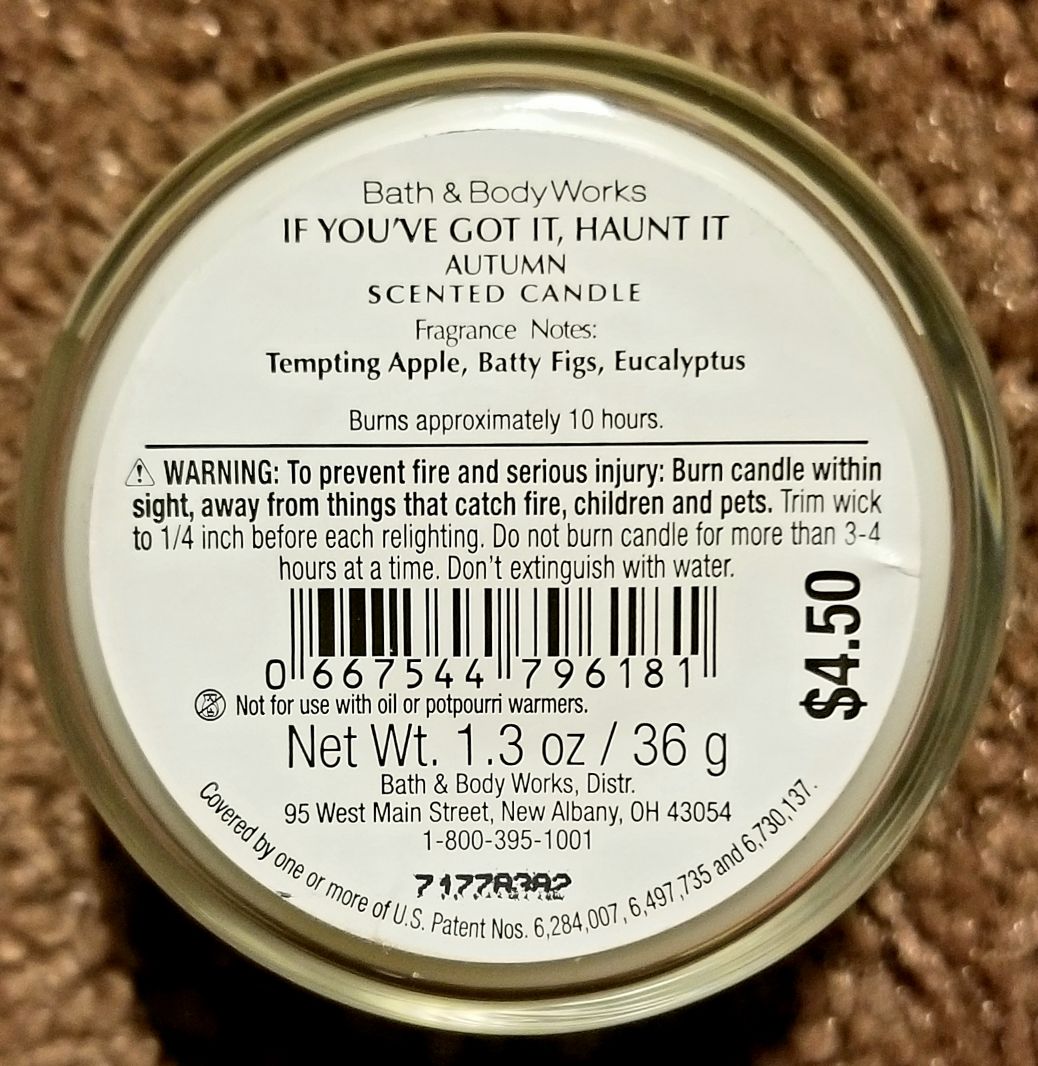 Bath & Body Works
IF YOU'VE GOT IT, HAUNT IT
AUTUMN
SCENTED CANDLE
Fragrance Notes:
Tempting Apple, Batty Figs, Eucalyptus
Burns approximately 10 hours.
WARNING: To prevent fire and serious injury: Burn candle within
sight, away from things that catch fire, children and pets. Trim wick
to 1/4 inch before each relighting. Do not burn candle for more than 3-4
hours at a time. Don't extinguish with water.
$4.50
0 667544 796181
Not for use with oil or potpourri warmers.
Net Wt. 1.3 oz / 36 g
Bath & Body Works, Distr.
95 West Main Street, New Albany, OH 43054
1-800-395-1001
Covered by one or more of U.S. Patent Nos. 6,284,007, 6,497,735 and 6,730,137.